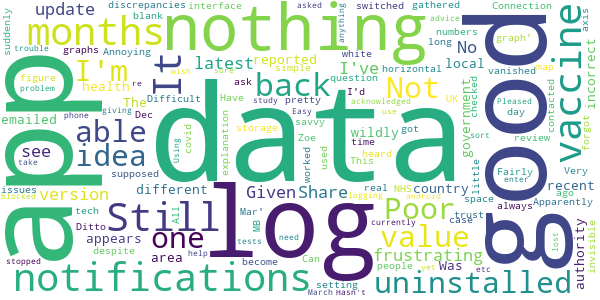 discrepancies interface switched gathered
blank asked numbers
Annoying graphs
months nothing latest Connection
horizontal axis
suddenly update It reported simple No local long graph'
trouble I'm back I've question map
figure health Not white vanished incorrect
problem re The Dec ask Difficult Have pretty I'd government forgot vaccine
wish sure emailed acknowledged UK checked contacted
app data good
able study savvy wildly day sort
giving see idea explanation Zoe storage got time heard This NHS review
phone take version used covid worked real Apparently enter
Using supposed different Given Share country Pleased Very recent
issues tech All Mar' setting case trust space little ago
blocked appears MB Was Fairly always
Ditto Still log Poor authority invisible
despite one value
area tests need become people yet etc
stopped help Can frustrating currently android use logging
notifications March Hasn't uninstalled
Easy anything advice lost